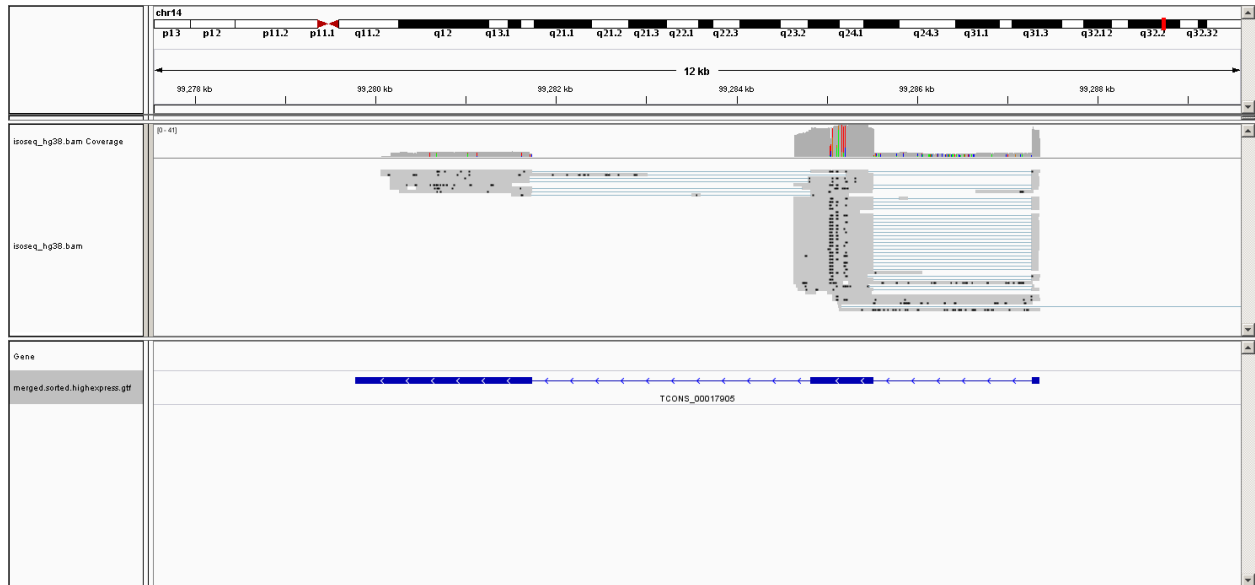 chr14
p13 p12 p11.2 p11.1 q11.2 q12 q13.1 q21.1 q21.2 q21.3 q22.1 q22.3 q23.2 q24.1 q24.3 q31.1 q31.3 q32.12 q32.2 q32.32
12 kb
99,278 kb 99,280 kb 99,282 kb 99,284 kb 99,286 kb 99,288 kb
isoseq_hg38.bam Coverage
[0 - 41]
isoseq_hg38.bam
Gene
merged.sorted.highexpress.gtf
TCONS_00017905